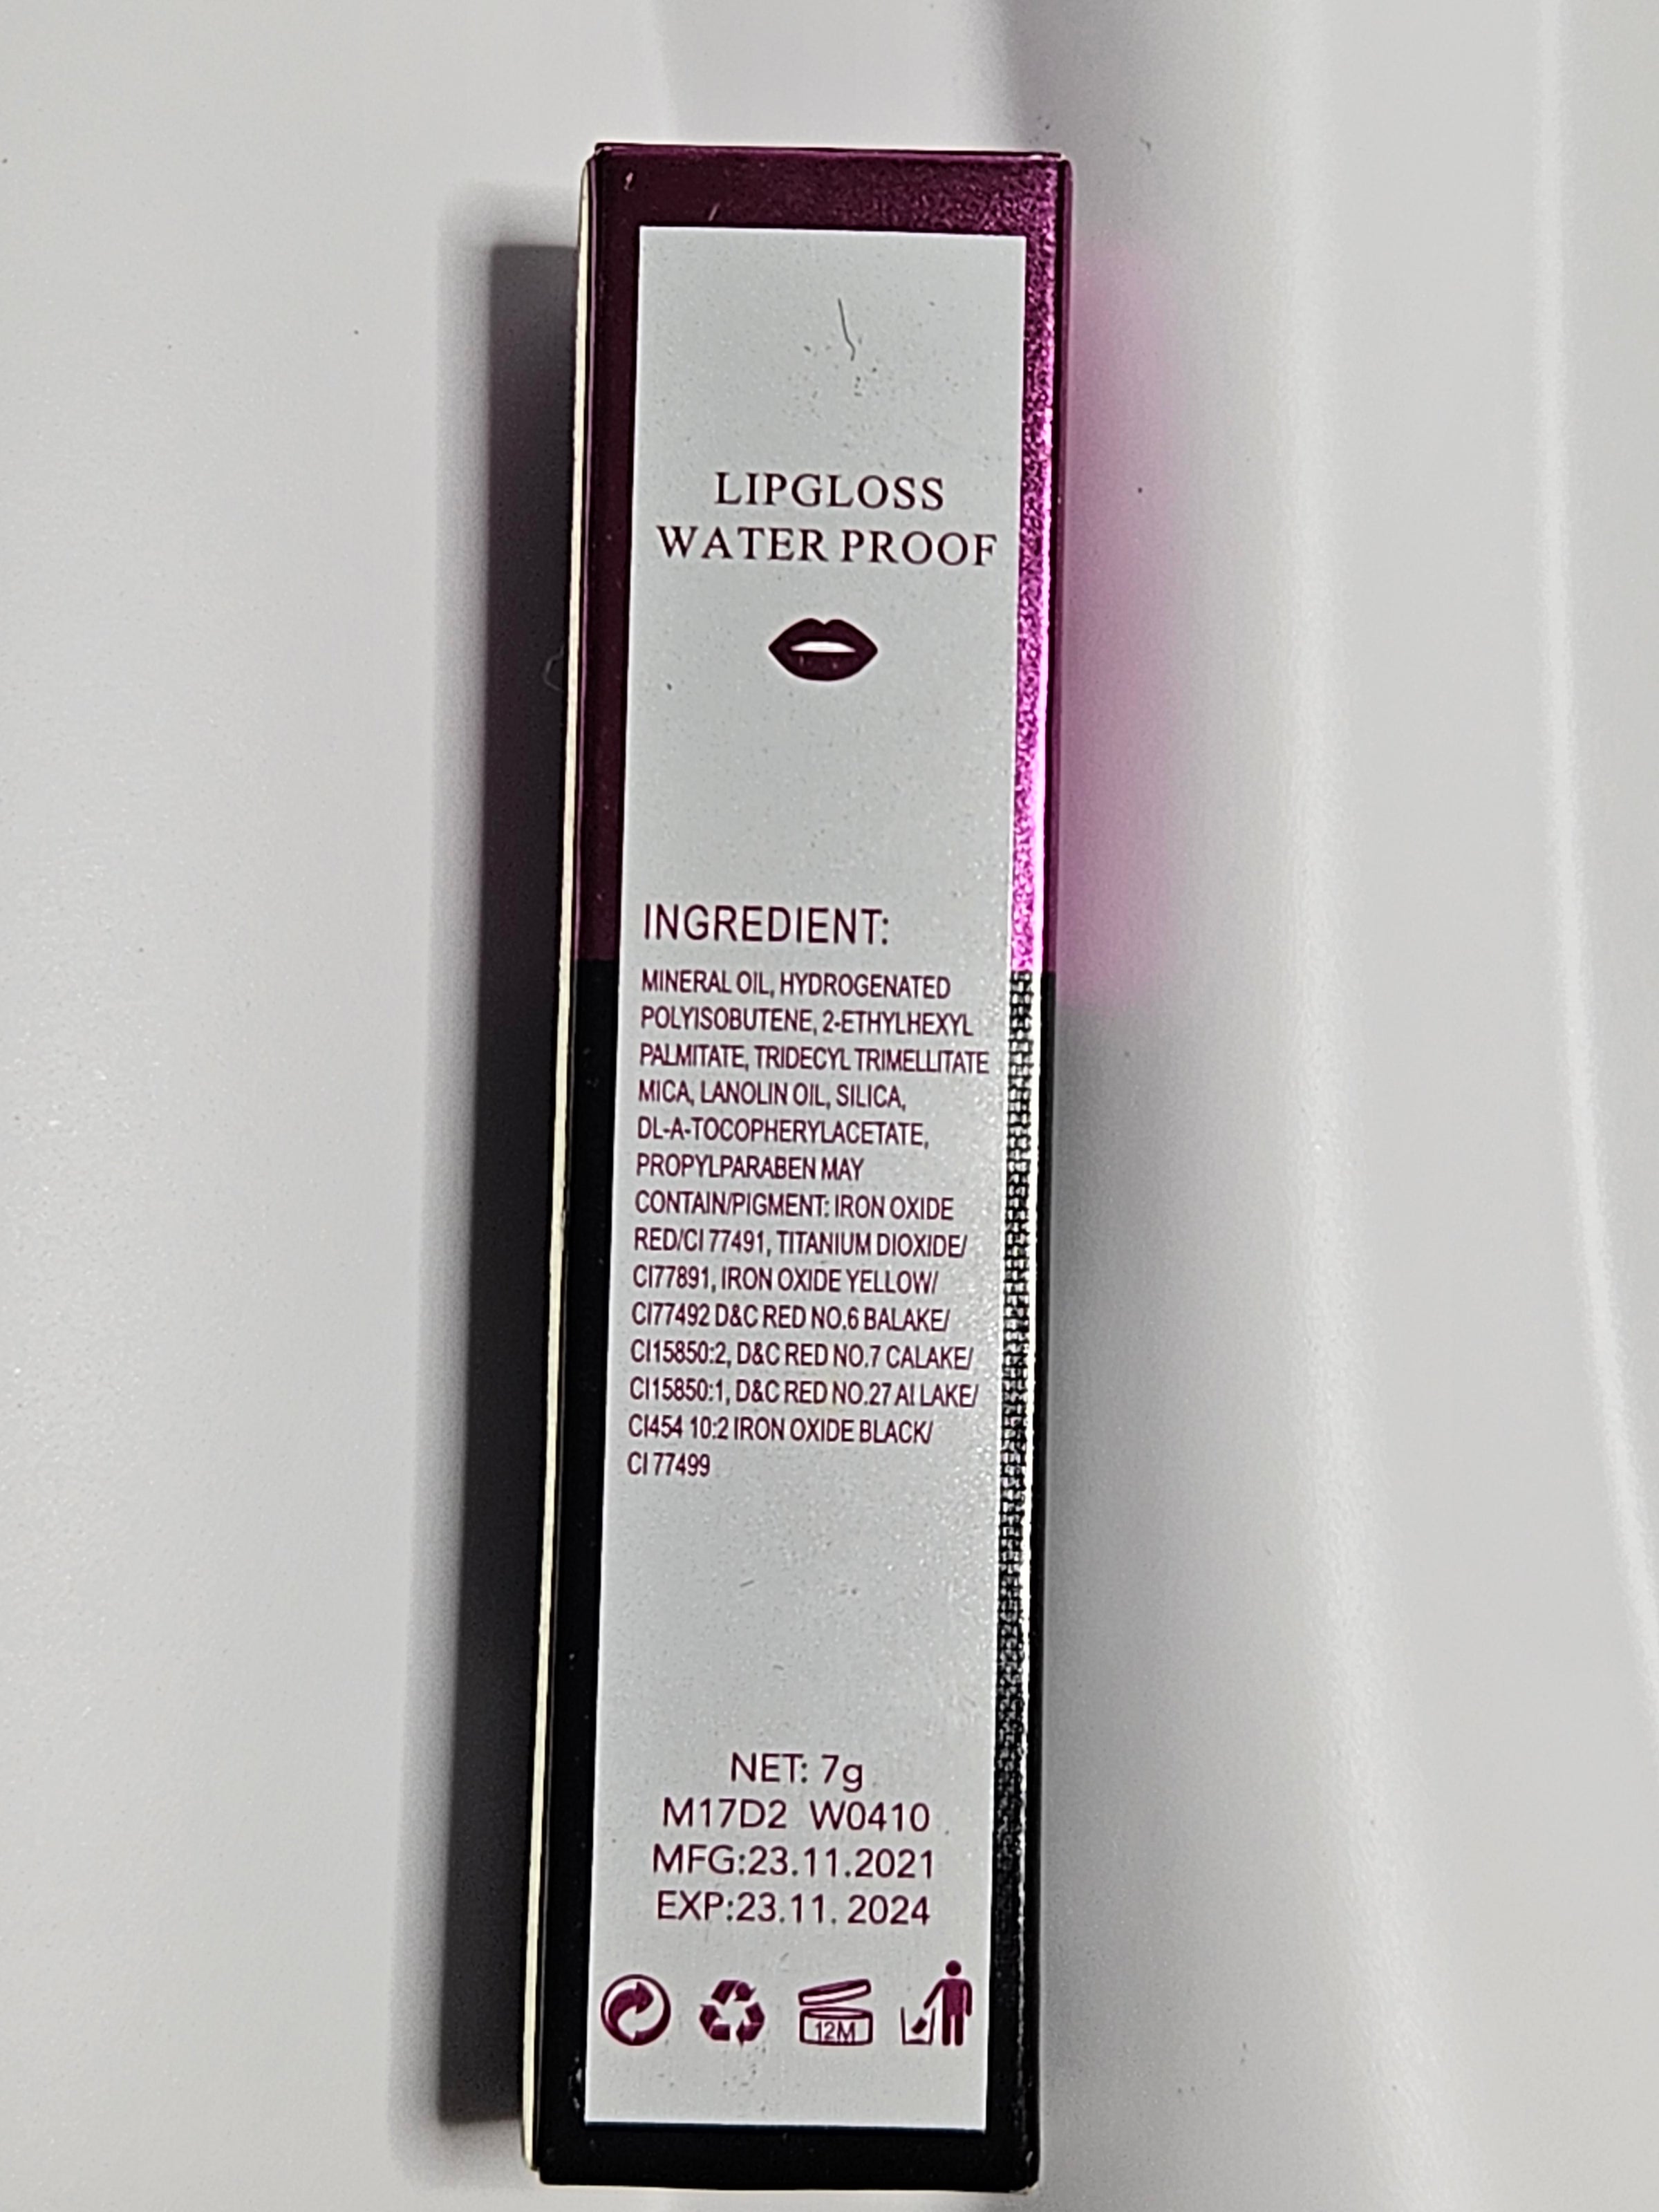 LIPGLOSS
WATER PROOF
INGREDIENT:
MINERAL OIL, HYDROGENATED
POLYISOBUTENE, 2-ETHYLHEXYL
PALMITATE, TRIDECYL TRIMELLITATE
MICA, LANOLIN OIL, SILICA,
DL-A-TOCOPHERYLACETATE,
PROPYLPARABEN MAY
CONTAIN/PIGMENT: IRON OXIDE
RED/CI 77491, TITANIUM DIOXIDE/
CI77891, IRON OXIDE YELLOW/
CI77492 D&C RED NO.6 BALAKE/
CI15850:2, D&C RED NO.7 CALAKE/
CI15850:1, D&C RED NO.27 Al LAKE/
CI454 10:2 IRON OXIDE BLACK/
CI 77499
NET: 7g
M17D2 W0410
MFG:23.11.2021
EXP:23.11. 2024
12M